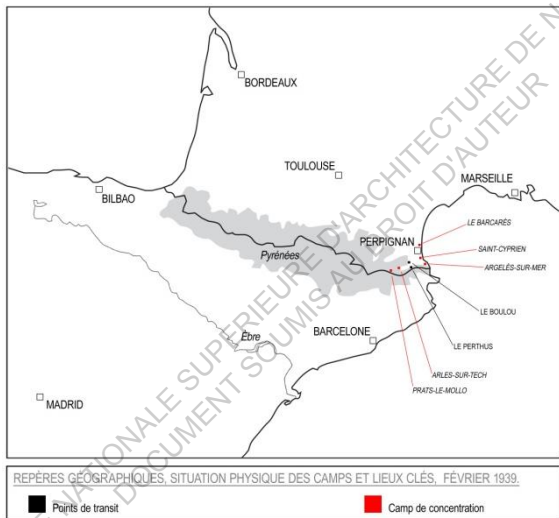 BORDEAUX
TOULOUSE
MARSEILLE
BILBAO
LE BARCARÈS
PERPIGNAN
SAINT-CYPRIEN
Pyrénées
ARGELÈS-SUR-MER
LE BOULOU
BARCELONE
LE PERTHUS
Èbre
ARLES-SUR-TECH
PRATS-LE-MOLLO
MADRID
NATIONALE SUPERIEURE D'ARCHITECTURE DE N
DOCUMENT SOUMIS AU DROIT D'AUTEUR
REPÈRES GÉOGRAPHIQUES, SITUATION PHYSIQUE DES CAMPS ET LIEUX CLÉS, FÉVRIER 1939.
Points de transit
Camp de concentration